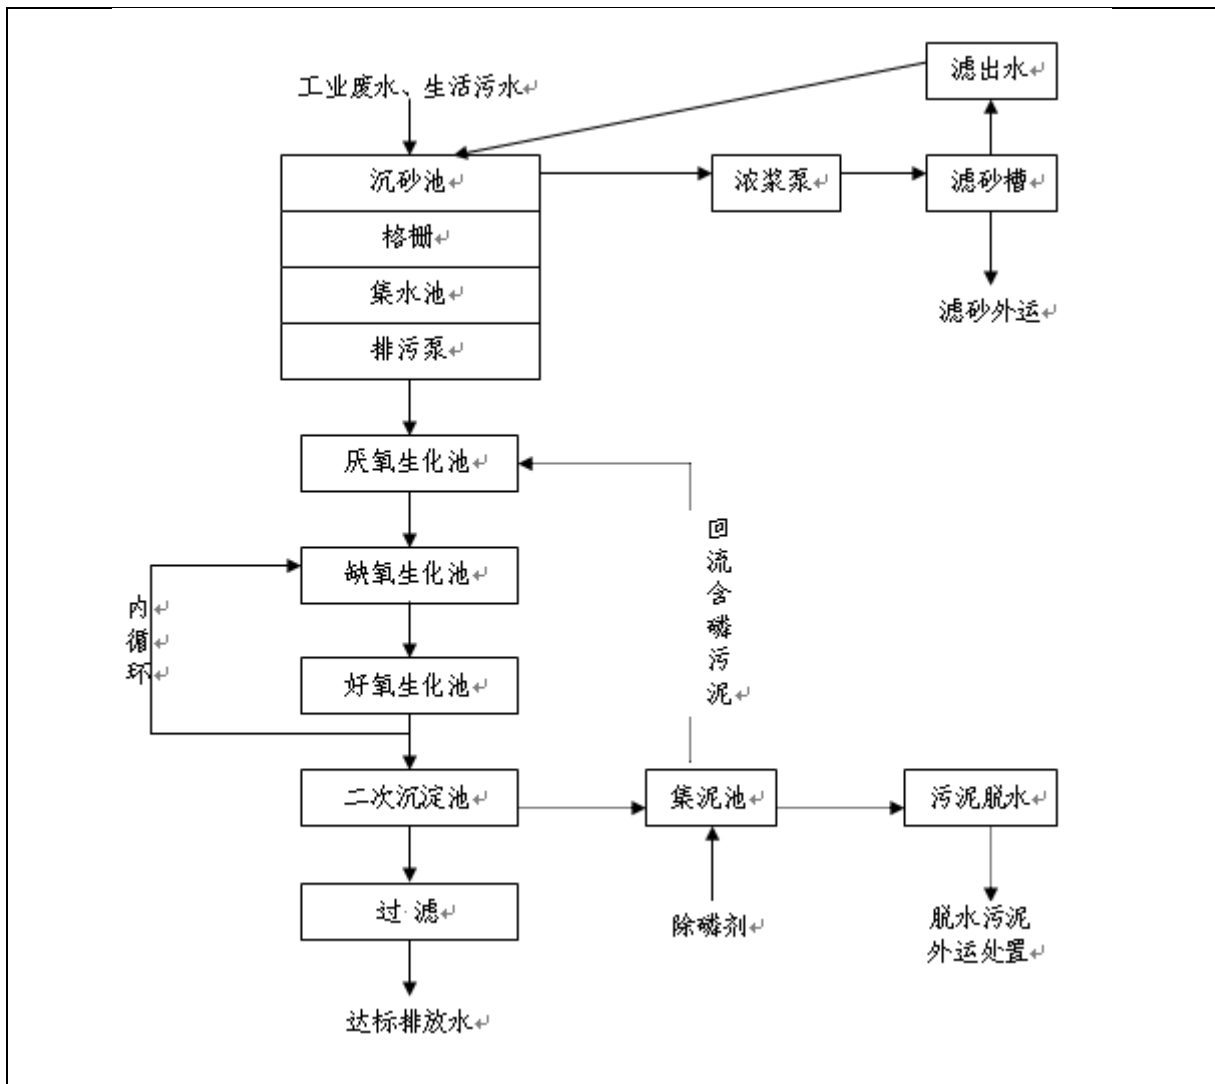 滤出水
工业废水、生活污水
沉砂池
浓浆泵
滤砂槽
格栅
集水池
滤砂外运
排污泵
厌氧生化池
回
流
含
磷
污
泥
缺氧生化池
内
循
环
好氧生化池
二次沉淀池
集泥池
污泥脱水
过 滤
除磷剂
脱水污泥
外运处置
达标排放水